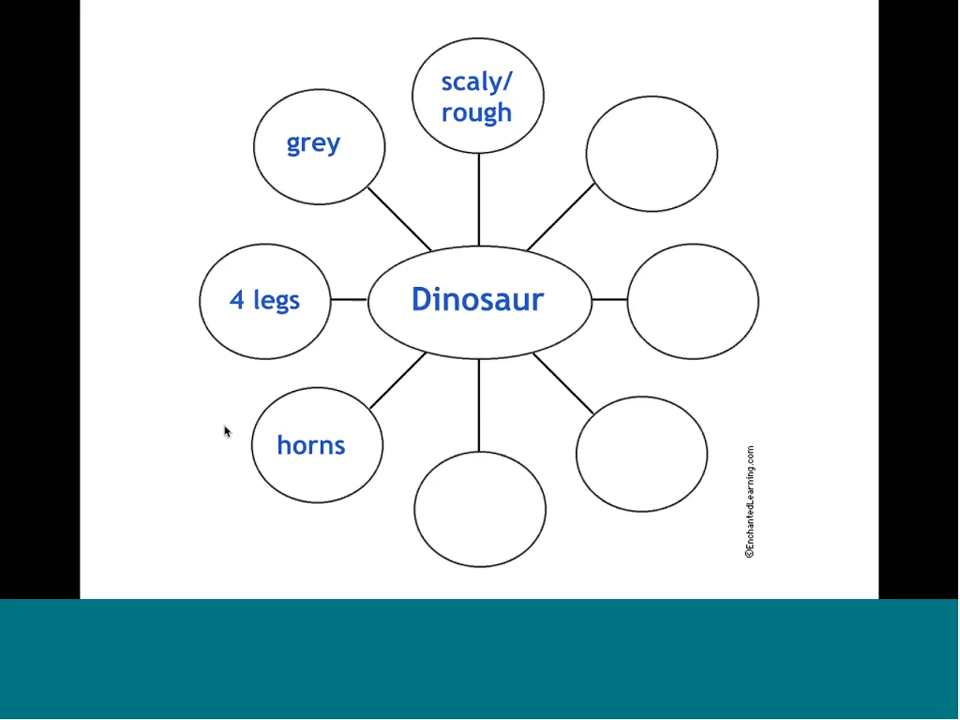 scaly/
rough
grey
4 legs
Dinosaur
horns
©EnchantedLearning.com